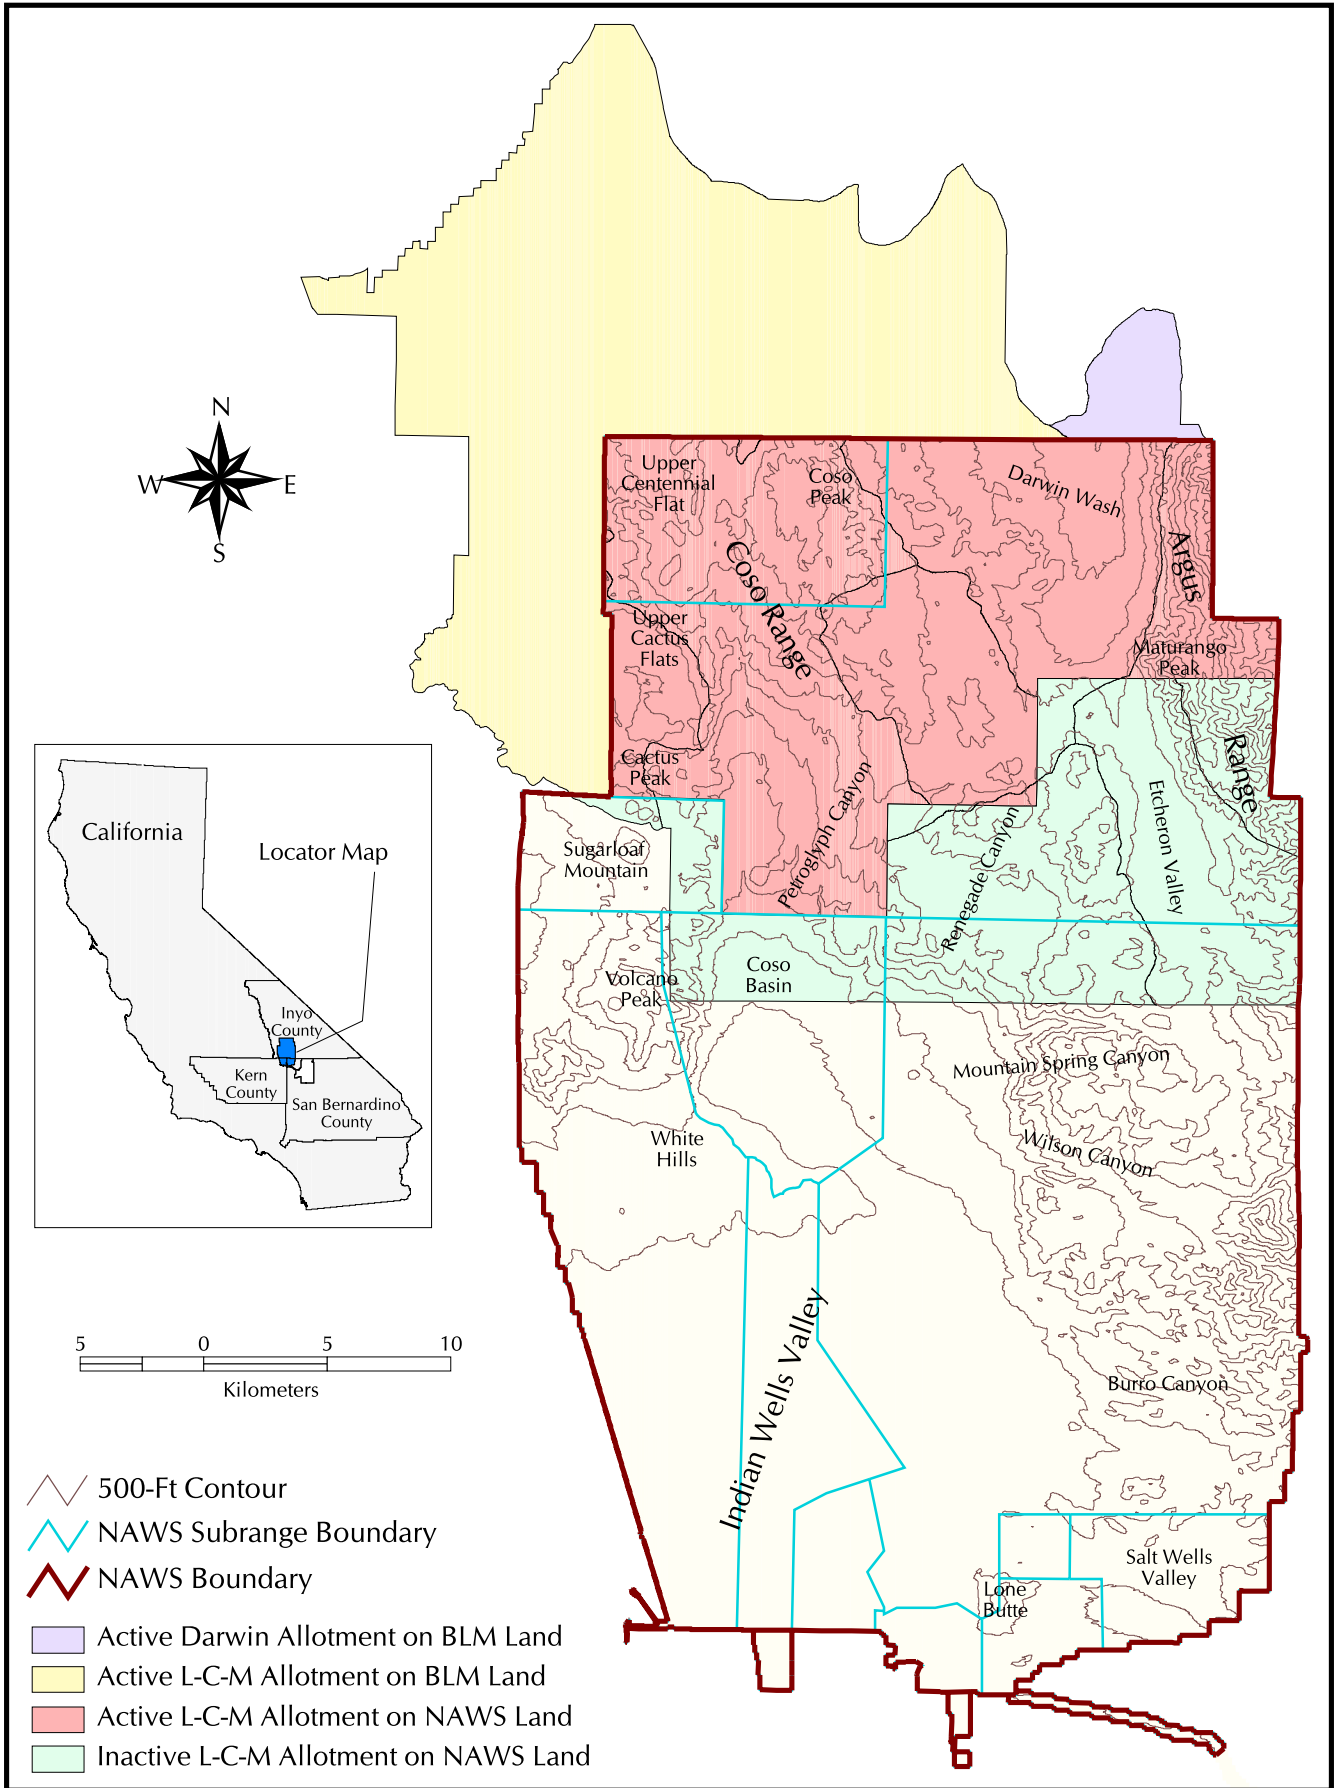 Upper
Centennial
Flat
Coso
Peak
Darwin Wash
Argus
Coso Range
Upper
Cactus
Flats
Maturango
Peak
Cactus
Peak
Range
Petroglyph Canyon
Renegade Canyon
Etcheron Valley
Sugarloaf
Mountain
Volcano
Peak
Coso
Basin
Mountain Spring Canyon
Wilson Canyon
White
Hills
Indian Wells Valley
Burro Canyon
Salt Wells
Valley
Lone
Butte
N
W
E
S
California
Locator Map
Inyo
County
Kern
County
San Bernardino
County
5 0 5 10
Kilometers
500-Ft Contour
NAWS Subrange Boundary
NAWS Boundary
Active Darwin Allotment on BLM Land
Active L-C-M Allotment on BLM Land
Active L-C-M Allotment on NAWS Land
Inactive L-C-M Allotment on NAWS Land